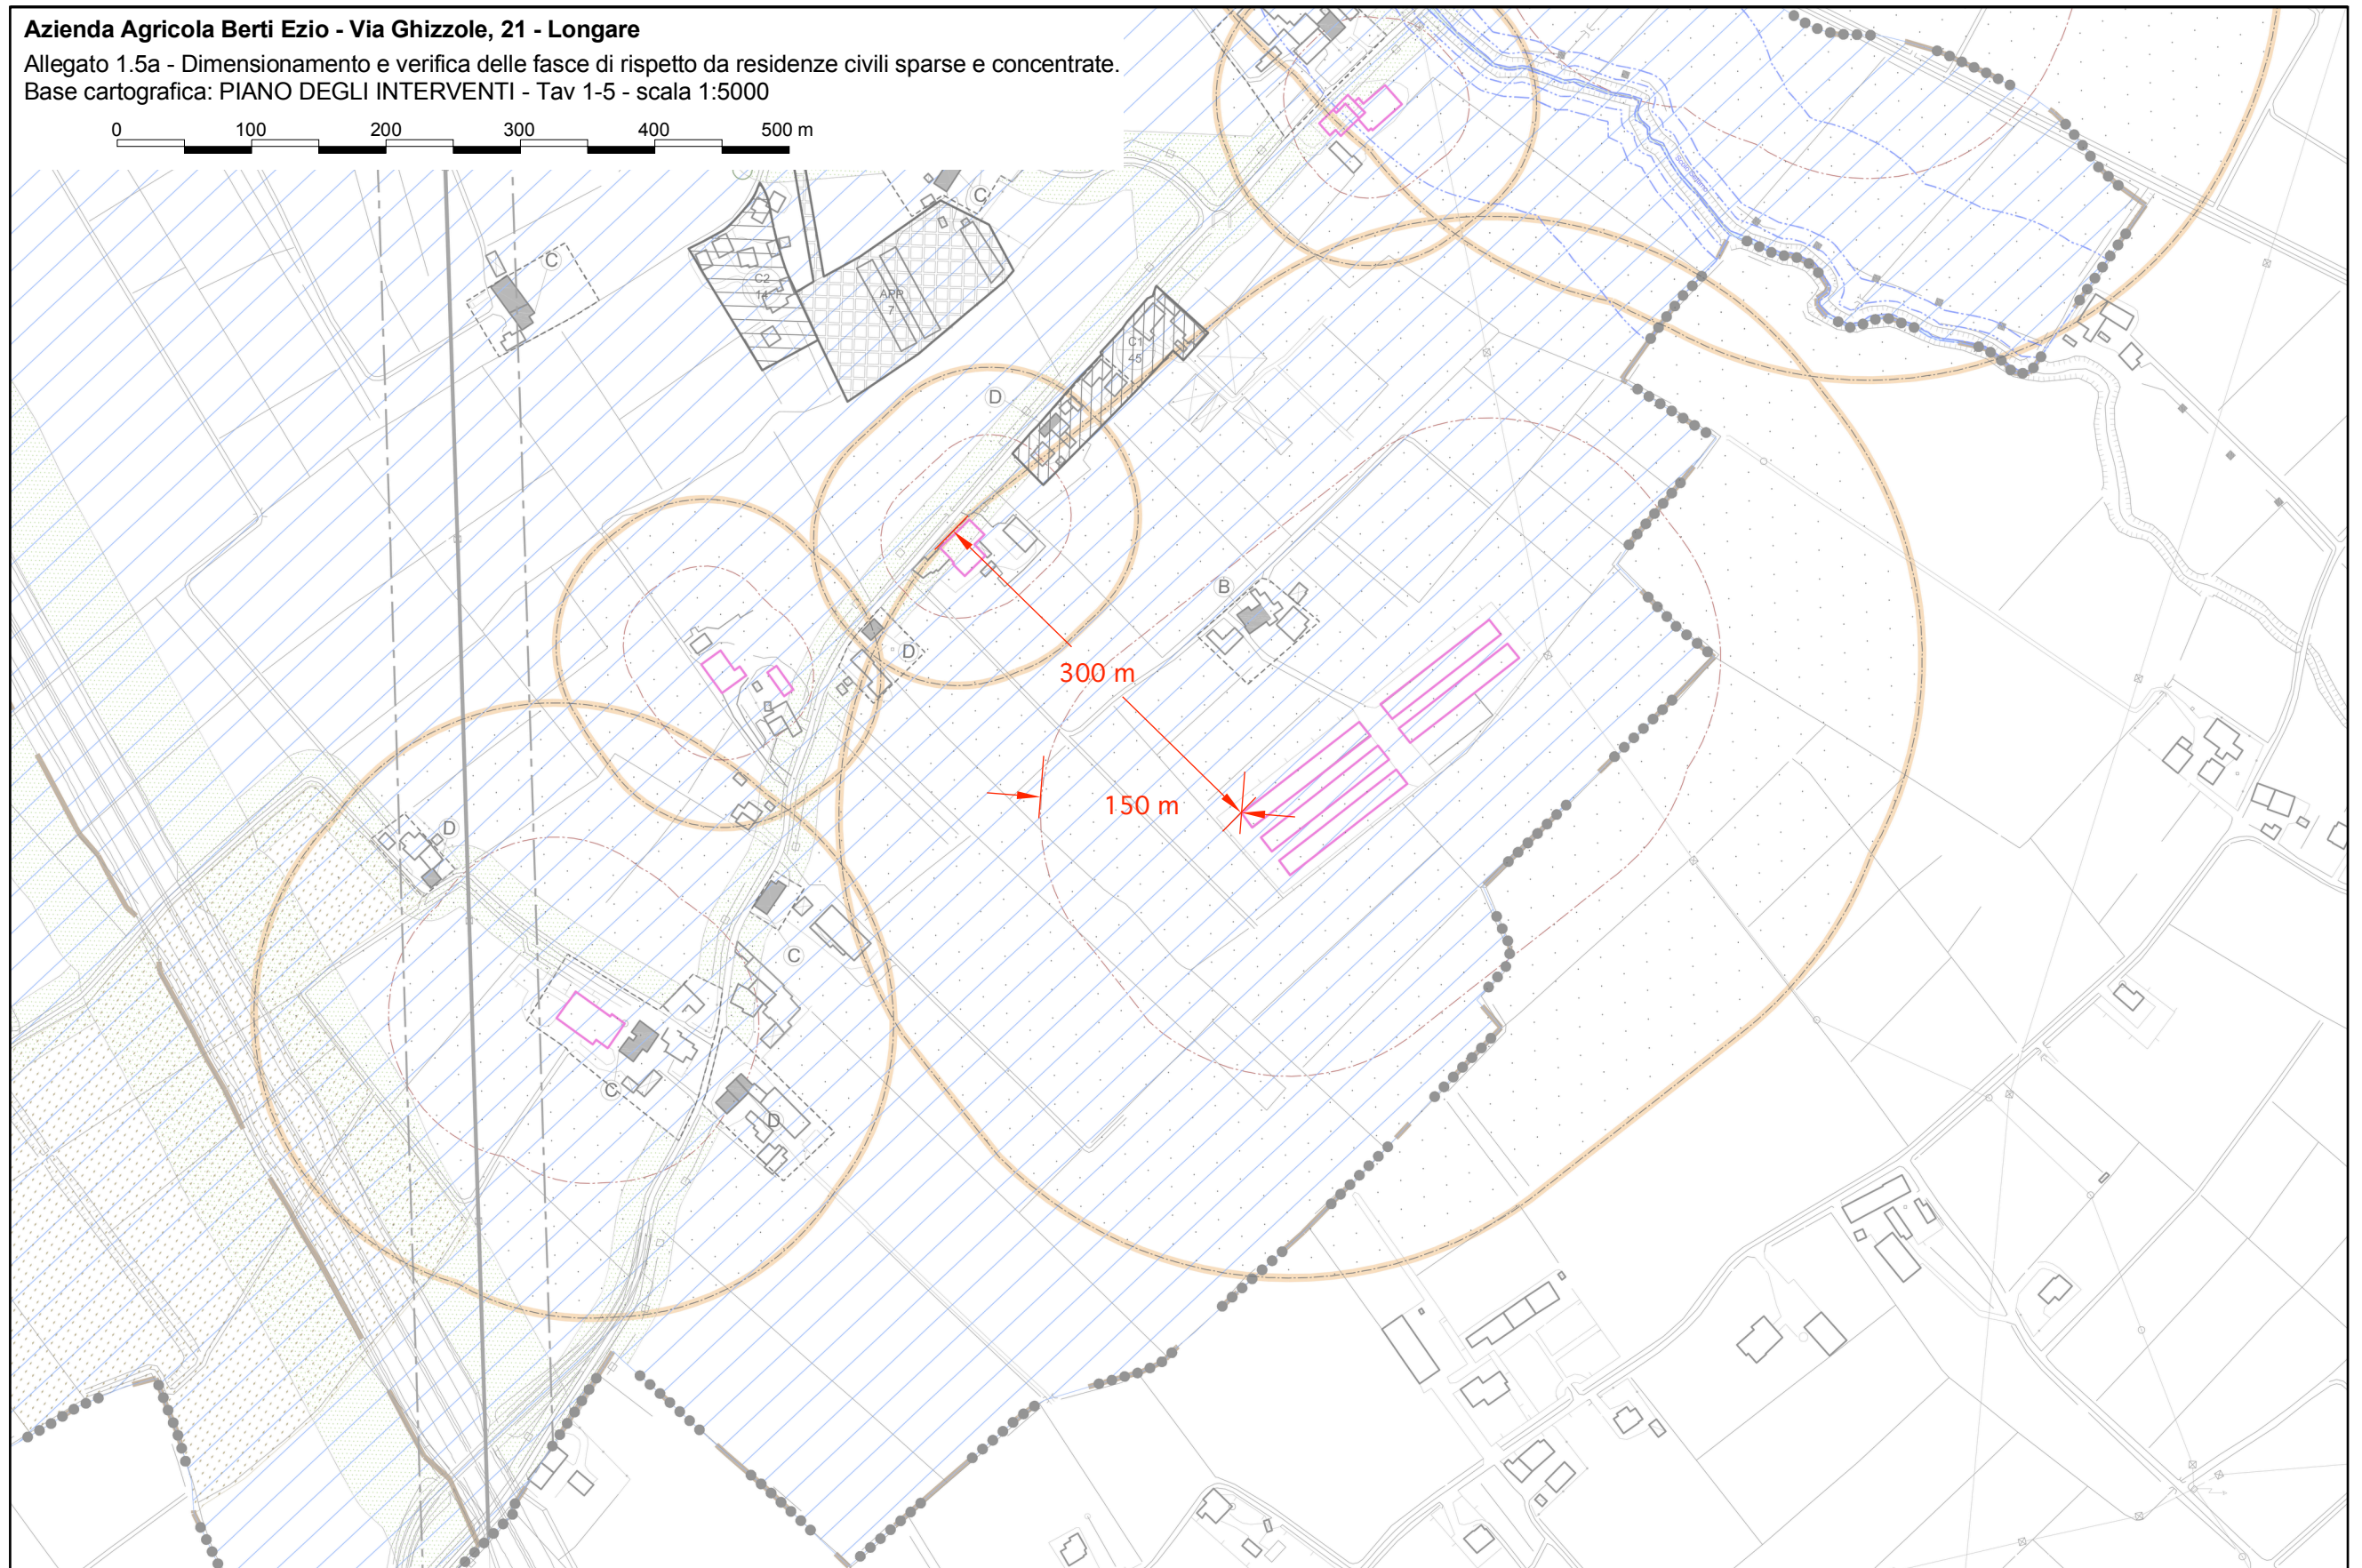 Azienda Agricola Berti Ezio - Via Ghizzole, 21 - Longare
Allegato 1.5a - Dimensionamento e verifica delle fasce di rispetto da residenze civili sparse e concentrate.
Base cartografica: PIANO DEGLI INTERVENTI - Tav 1-5 - scala 1:5000
0 100 200 300 400 500 m
C
C
C2
14
APP
7
C1
45
D
B
D
300 m
150 m
D
C
C
D